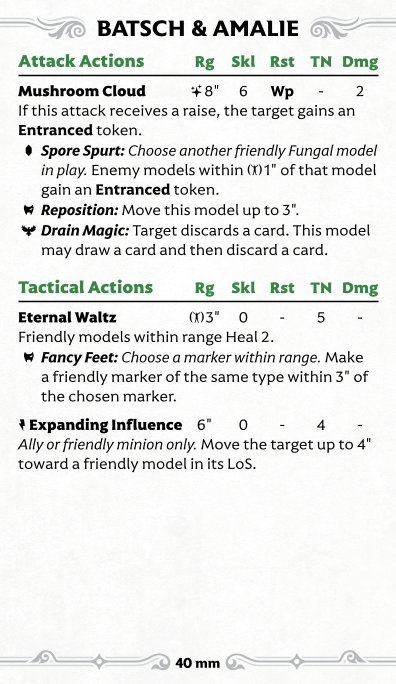 BATSCH & AMALIE
Attack Actions Rg Skl Rst TN Dmg
Mushroom Cloud 8" 6 Wp - 2
If this attack receives a raise, the target gains an
Entranced token.
Spore Spurt: Choose another friendly Fungal model
in play. Enemy models within 1" of that model
gain an Entranced token.
Reposition: Move this model up to 3".
Drain Magic: Target discards a card. This model
may draw a card and then discard a card.
Tactical Actions Rg Skl Rst TN Dmg
Eternal Waltz 3" 0 - 5 -
Friendly models within range Heal 2.
Fancy Feet: Choose a marker within range. Make
a friendly marker of the same type within 3" of
the chosen marker.
Expanding Influence 6" 0 - 4 -
Ally or friendly minion only. Move the target up to 4"
toward a friendly model in its LoS.
40 mm